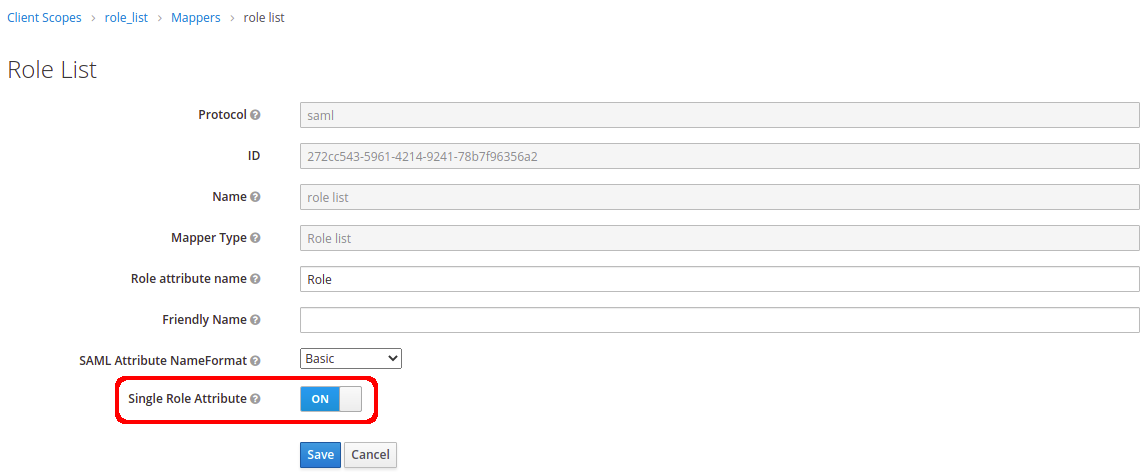 Client Scopes > role_list > Mappers > role list
Role List
Protocol ? saml
ID 272cc543-5961-4214-9241-78b7f96356a2
Name ? role list
Mapper Type ? Role list
Role attribute name ? Role
Friendly Name ?
SAML Attribute NameFormat ? Basic
Single Role Attribute ? ON
Save Cancel